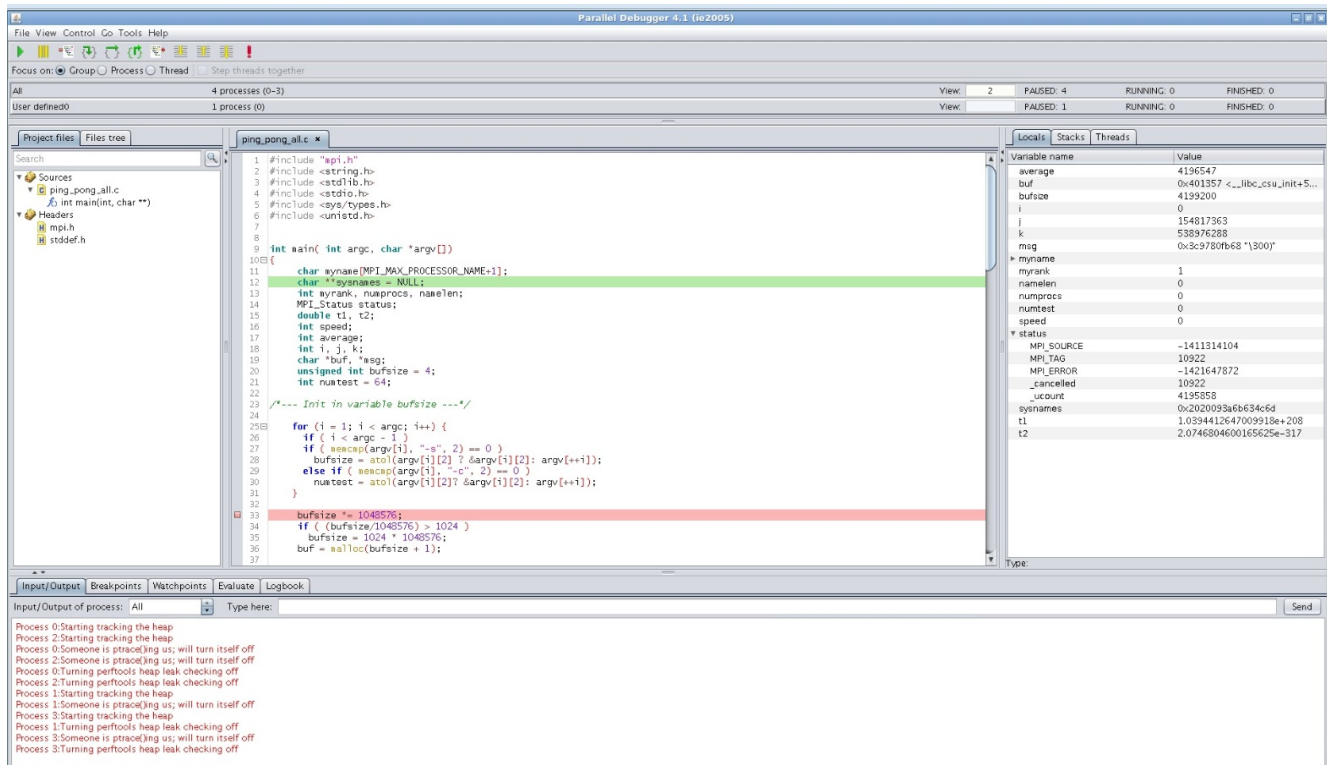 Parallel Debugger 4.1 (ie2005)
File View Control Go Tools Help
Focus on: Group Process Thread Step threads together
All 4 processes (0-3) View: 2 PAUSED: 4 RUNNING: 0 FINISHED: 0
User defined0 1 process (0) View: PAUSED: 1 RUNNING: 0 FINISHED: 0
Project files Files tree
Search
Sources
ping_pong_all.c
int main(int, char **)
Headers
mpi.h
stddef.h
ping_pong_all.c ×
1 #include "mpi.h"
2 #include <string.h>
3 #include <stdlib.h>
4 #include <stdio.h>
5 #include <sys/types.h>
6 #include <unistd.h>
7
8
9 int main( int argc, char *argv[])
10 {
11 char myname[MPI_MAX_PROCESSOR_NAME+1];
12 char **sysnames = NULL;
13 int myrank, numprocs, namelen;
14 MPI_Status status;
15 double t1, t2;
16 int speed;
17 int average;
18 int i, j, k;
19 char *buf, *msg;
20 unsigned int bufsize = 4;
21 int numtest = 64;
22
23 /*--- Init in variable bufsize ---*/
24
25 for (i = 1; i < argc; i++) {
26 if ( i < argc - 1 )
27 if ( memcmp(argv[i], "-s", 2) == 0 )
28 bufsize = atol(argv[i][2] ? &argv[i][2]: argv[++i]);
29 else if ( memcmp(argv[i], "-c", 2) == 0 )
30 numtest = atol(argv[i][2]? &argv[i][2]: argv[++i]);
31 }
32
33 bufsize *= 1048576;
34 if ( (bufsize/1048576) > 1024 )
35 bufsize = 1024 * 1048576;
36 buf = malloc(bufsize + 1);
37
Locals Stacks Threads
Variable name Value
average 4196547
buf 0x401357 <__libc_csu_init+5...
bufsize 4199200
i 0
j 154817363
k 538976288
msg 0x3c9780fb68 "\300)"
myname
myrank 1
namelen 0
numprocs 0
numtest 0
speed 0
status
MPI_SOURCE -1411314104
MPI_TAG 10922
MPI_ERROR -1421647872
_cancelled 10922
_ucount 4195858
sysnames 0x2020093a6b634c6d
t1 1.0394412647009918e+208
t2 2.0746804600165625e-317
Type:
Input/Output Breakpoints Watchpoints Evaluate Logbook
Input/Output of process: All Type here: Send
Process 0:Starting tracking the heap
Process 2:Starting tracking the heap
Process 0:Someone is ptrace()ing us; will turn itself off
Process 2:Someone is ptrace()ing us; will turn itself off
Process 0:Turning perftools heap leak checking off
Process 2:Turning perftools heap leak checking off
Process 1:Starting tracking the heap
Process 1:Someone is ptrace()ing us; will turn itself off
Process 3:Starting tracking the heap
Process 1:Turning perftools heap leak checking off
Process 3:Someone is ptrace()ing us; will turn itself off
Process 3:Turning perftools heap leak checking off